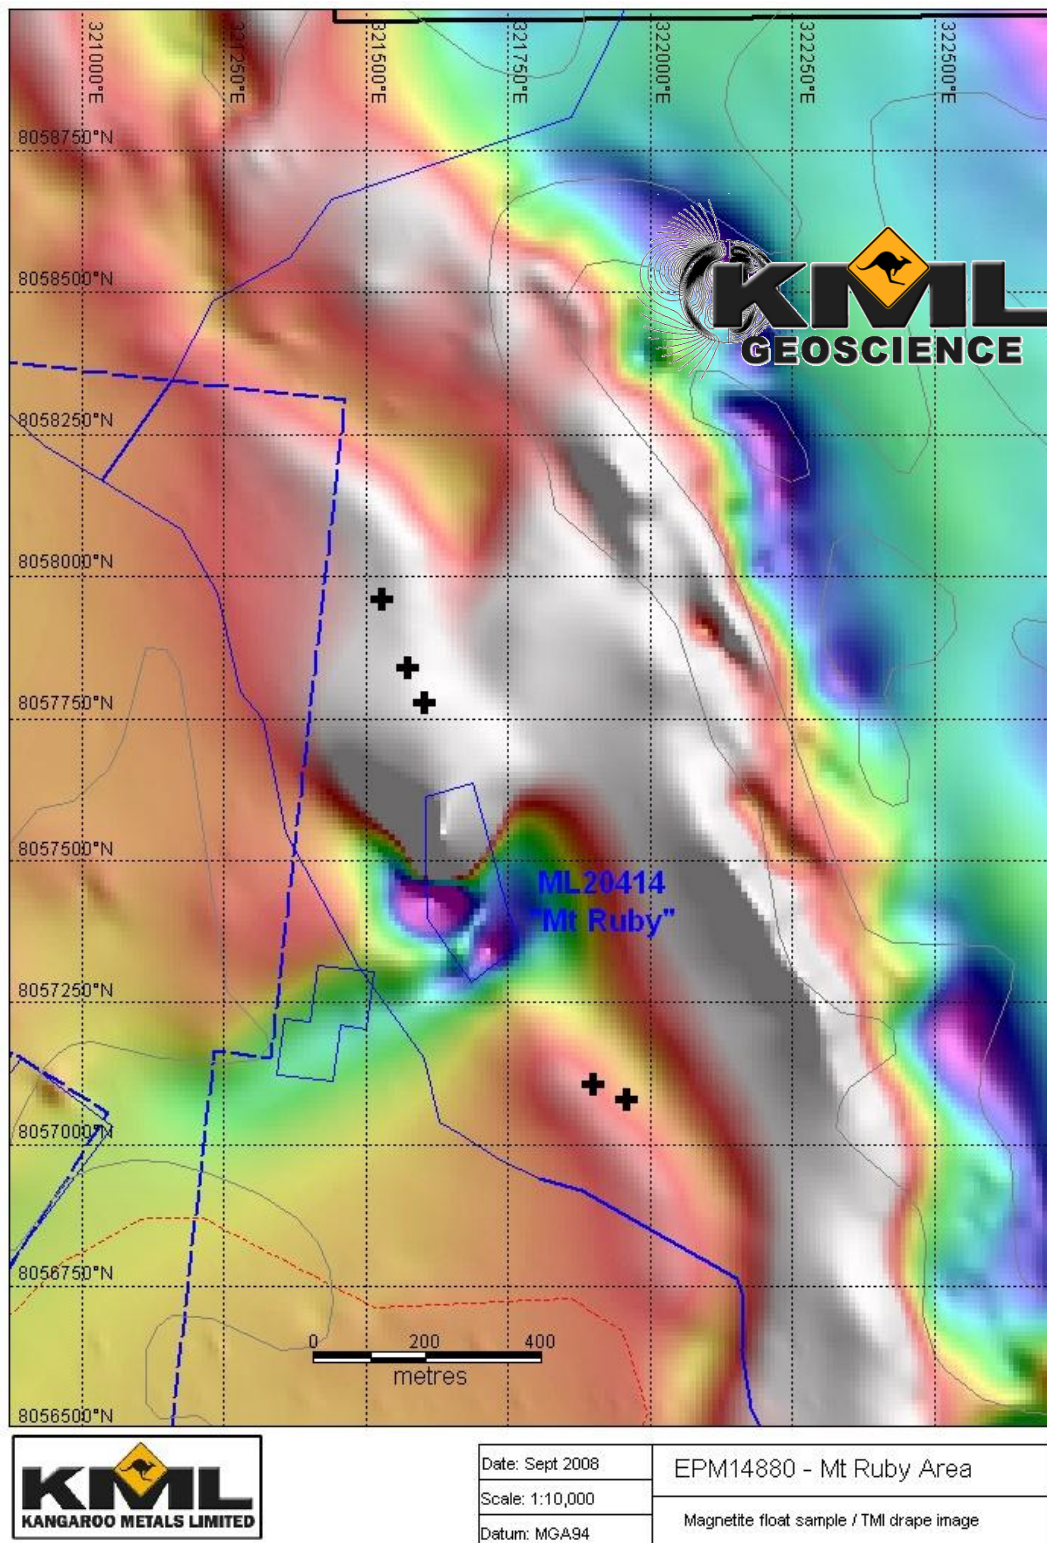 321000°E
321250°E
321500°E
321750°E
322000°E
322250°E
322500°E
8058750°N
8058500°N
8058250°N
8058000°N
8057750°N
8057500°N
8057250°N
8057000°N
8056750°N
8056500°N
KML
GEOSCIENCE
ML20414
"Mt Ruby"
0 200 400
metres
KML
KANGAROO METALS LIMITED
Date: Sept 2008
Scale: 1:10,000
Datum: MGA94
EPM14880 - Mt Ruby Area
Magnetite float sample / TMI drape image